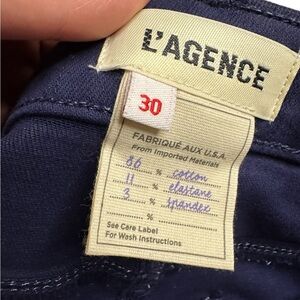 L'AGENCE
30
FABRIQUÉ AUX U.S.A.
From Imported Materials
86 % cotton
11 % elastane
3 % spandex
%
See Care Label
For Wash Instructions